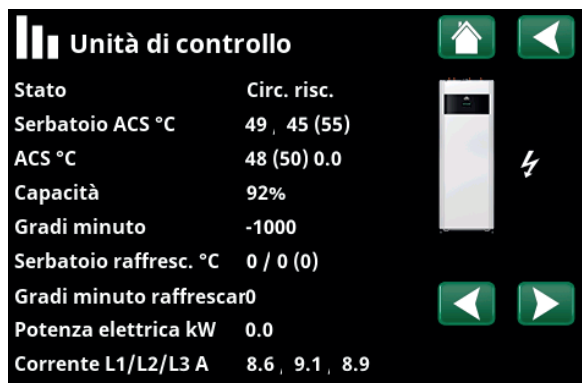 Unità di controllo
Stato Circ. risc.
Serbatoio ACS °C 49 , 45 (55)
ACS °C 48 (50) 0.0
Capacità 92%
Gradi minuto -1000
Serbatoio raffresc. °C 0 / 0 (0)
Gradi minuto raffrescar0
Potenza elettrica kW 0.0
Corrente L1/L2/L3 A 8.6 , 9.1 , 8.9